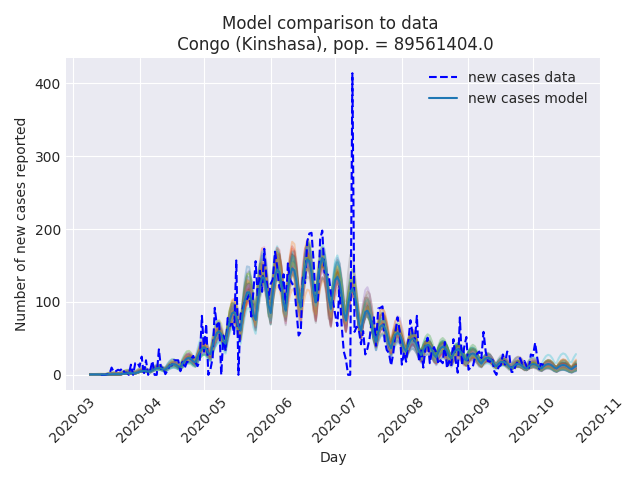 Model comparison to data
Congo (Kinshasa), pop. = 89561404.0
new cases data
new cases model
Number of new cases reported
400
300
200
100
0
2020-03
2020-04
2020-05
2020-06
2020-07
2020-08
2020-09
2020-10
2020-11
Day